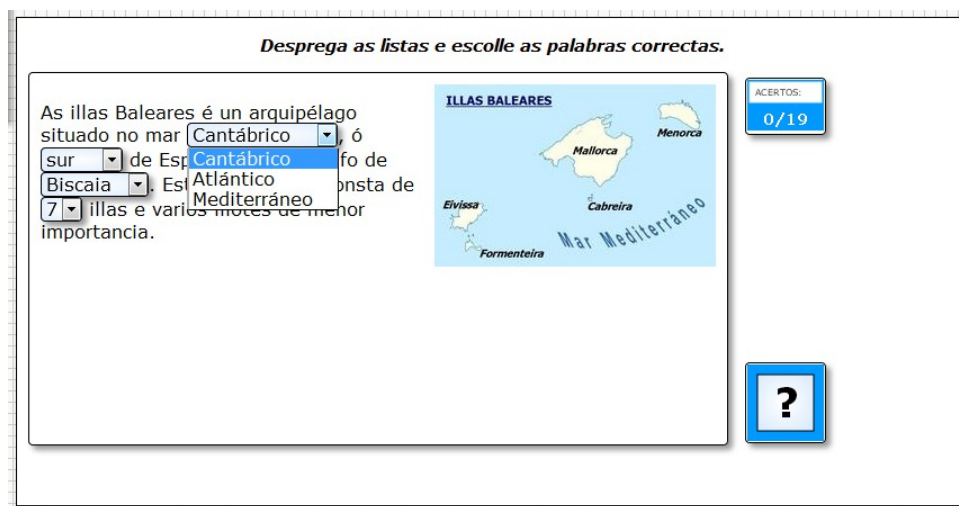 Desprega as listas e escolle as palabras correctas.
As illas Baleares é un arquipélago
situado no mar Cantábrico, ó
sur de Esp fo de
Biscaia. Est onsta de
7 illas e varios illotes de menor
importancia.
Cantábrico
Atlántico
Mediterráneo
ILLAS BALEARES
Menorca
Mallorca
Eivissa
Cabreira
Mar Mediterráneo
Formenteira
ACERTOS:
0/19
?